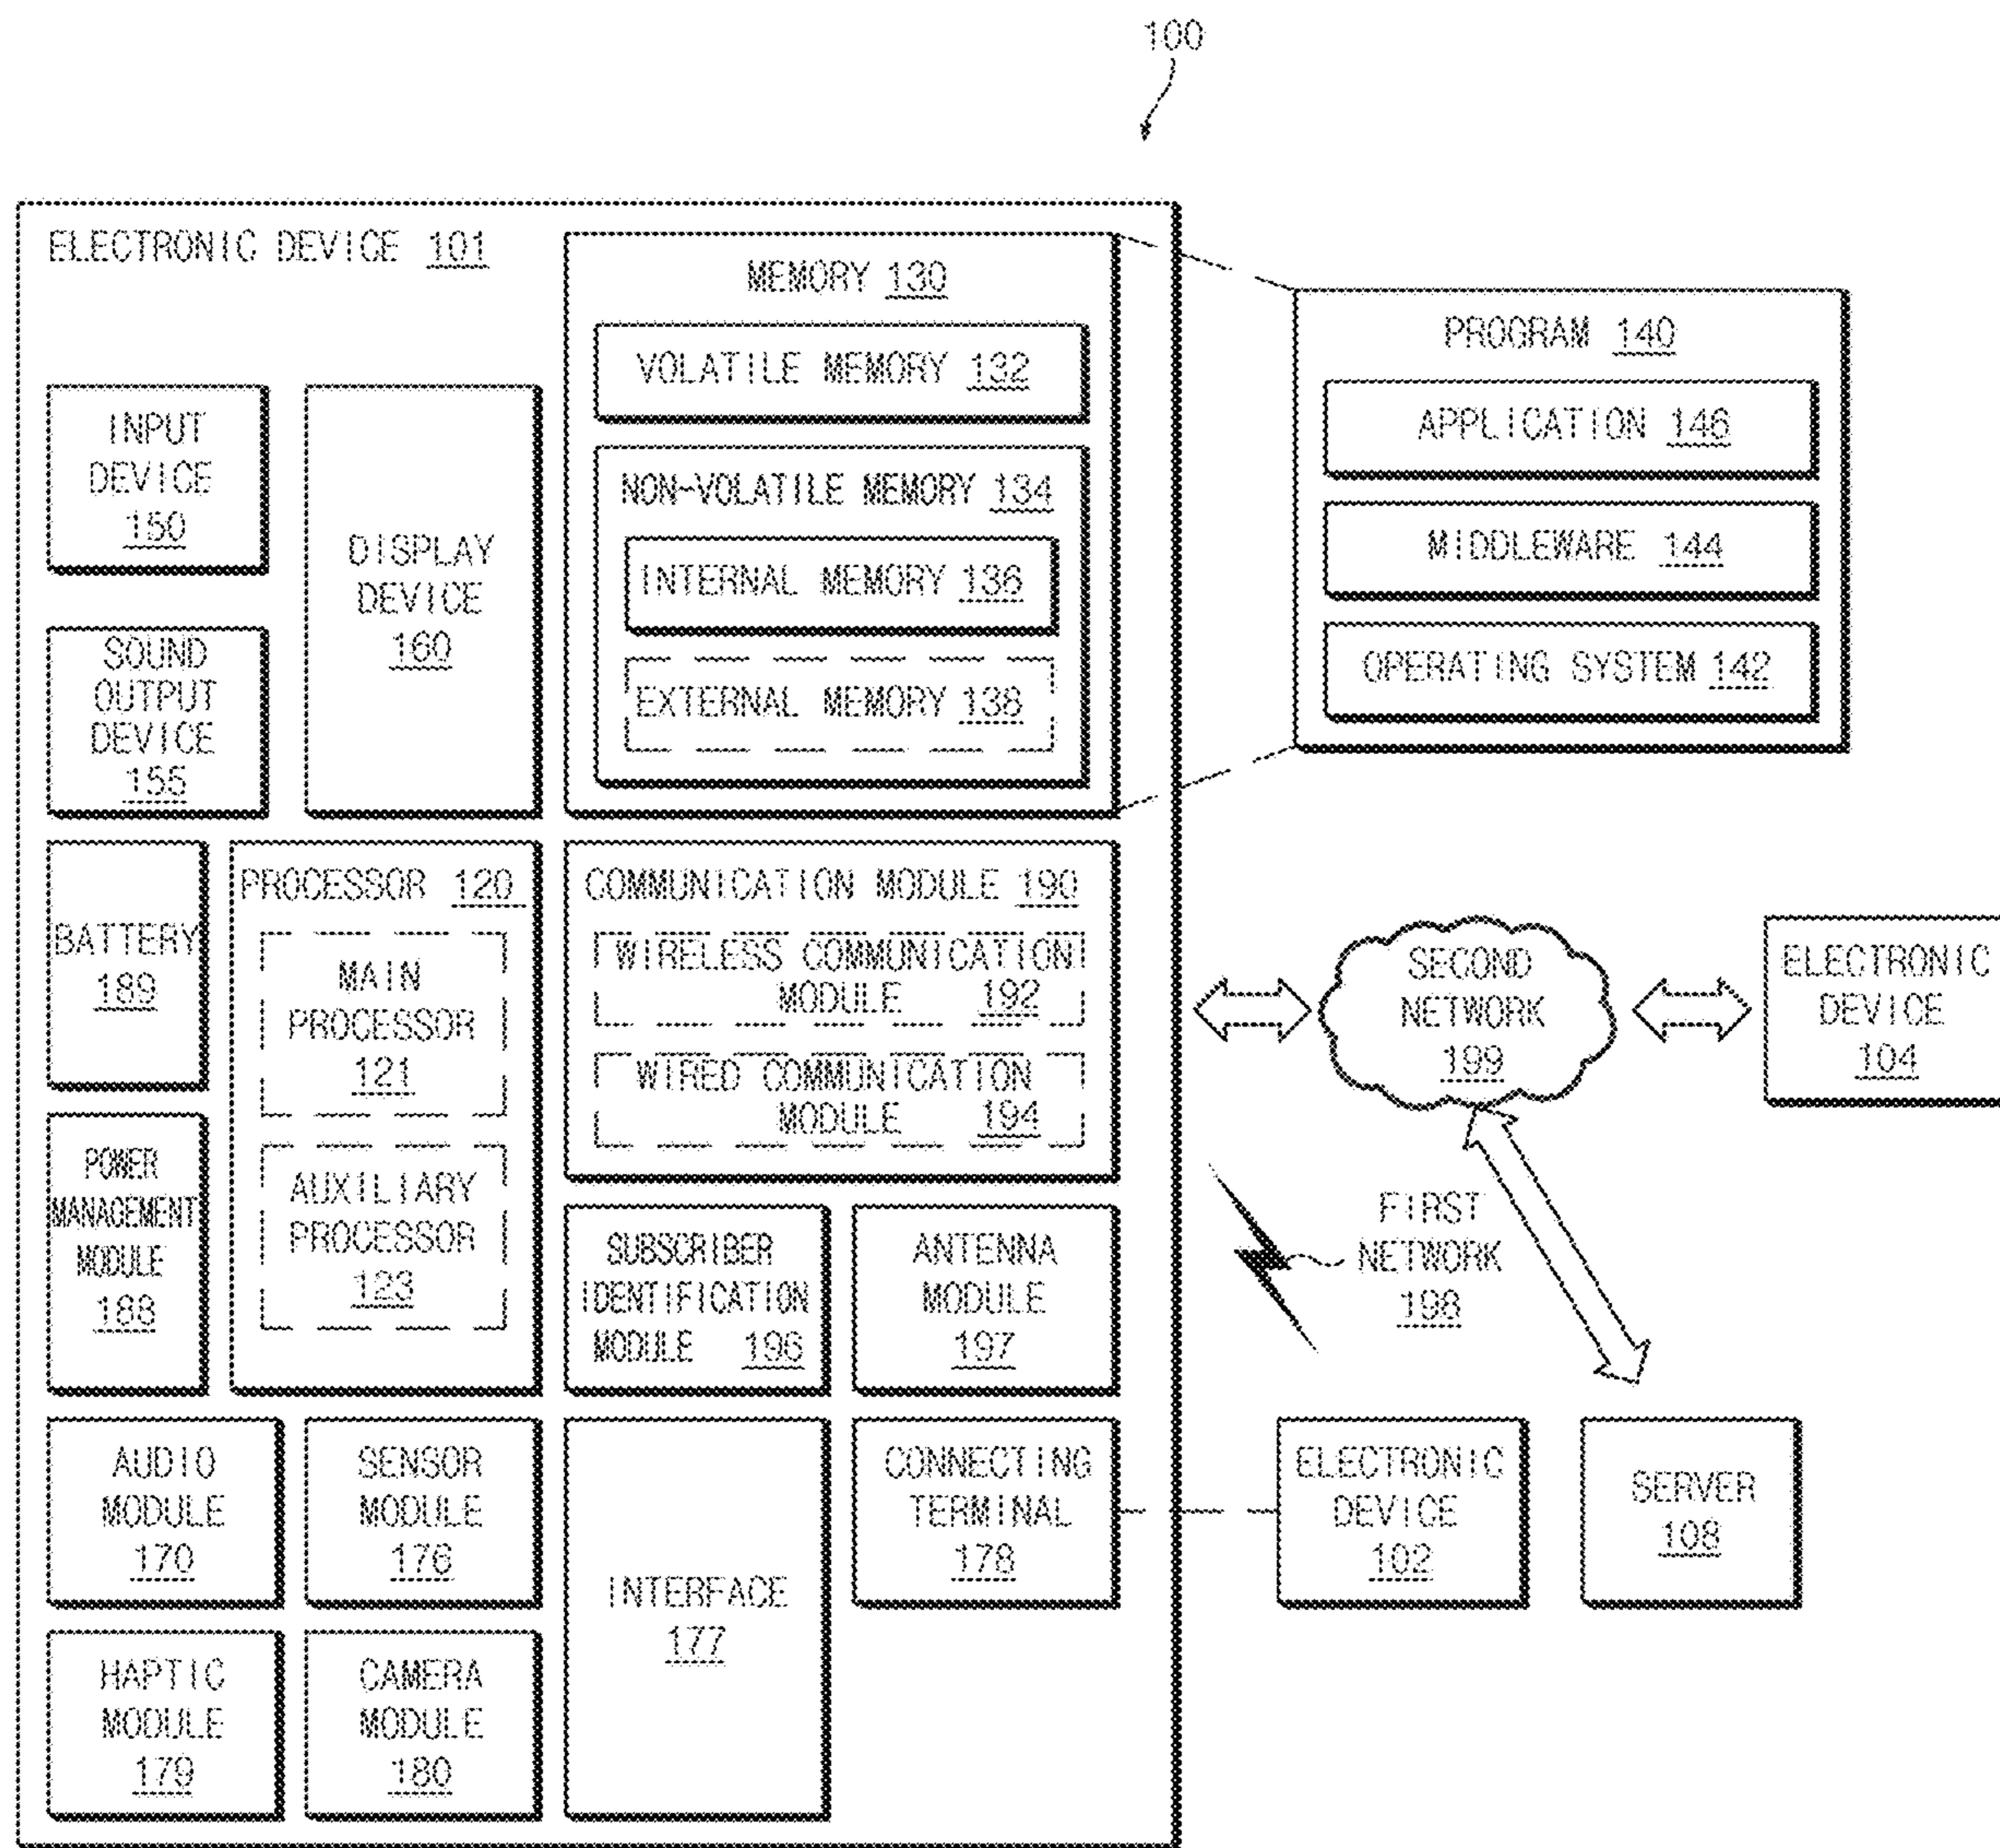 100
ELECTRONIC DEVICE 101
MEMORY 130
VOLATILE MEMORY 132
NON-VOLATILE MEMORY 134
INTERNAL MEMORY 136
EXTERNAL MEMORY 138
PROGRAM 140
APPLICATION 146
MIDDLEWARE 144
OPERATING SYSTEM 142
INPUT
DEVICE
150
SOUND
OUTPUT
DEVICE
155
DISPLAY
DEVICE
160
BATTERY
189
POWER
MANAGEMENT
MODULE
188
PROCESSOR 120
MAIN
PROCESSOR
121
AUXILIARY
PROCESSOR
123
COMMUNICATION MODULE 190
WIRELESS COMMUNICATION
MODULE 192
WIRED COMMUNICATION
MODULE 194
SUBSCRIBER
IDENTIFICATION
MODULE 196
ANTENNA
MODULE
197
SECOND
NETWORK
199
ELECTRONIC
DEVICE
104
FIRST
NETWORK
198
AUDIO
MODULE
170
SENSOR
MODULE
176
INTERFACE
177
CONNECTING
TERMINAL
178
ELECTRONIC
DEVICE
102
SERVER
108
HAPTIC
MODULE
179
CAMERA
MODULE
180